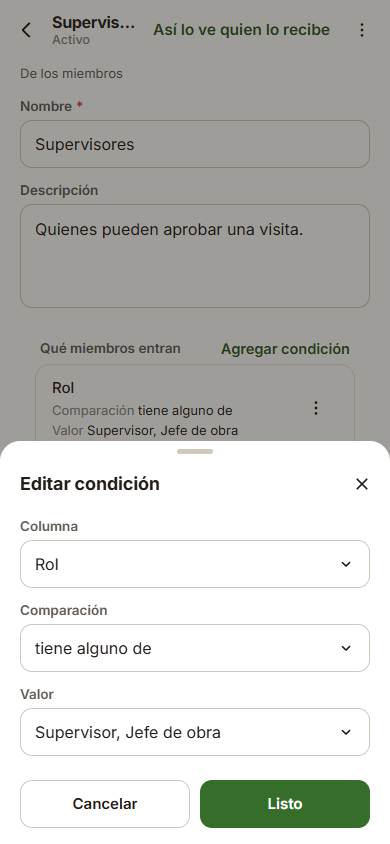 Supervis...
Activo
Así lo ve quien lo recibe
De los miembros
Nombre *
Supervisores
Descripción
Quienes pueden aprobar una visita.
Qué miembros entran
Agregar condición
Rol
Comparación tiene alguno de
Valor Supervisor, Jefe de obra
Editar condición
Columna
Rol
Comparación
tiene alguno de
Valor
Supervisor, Jefe de obra
Cancelar
Listo